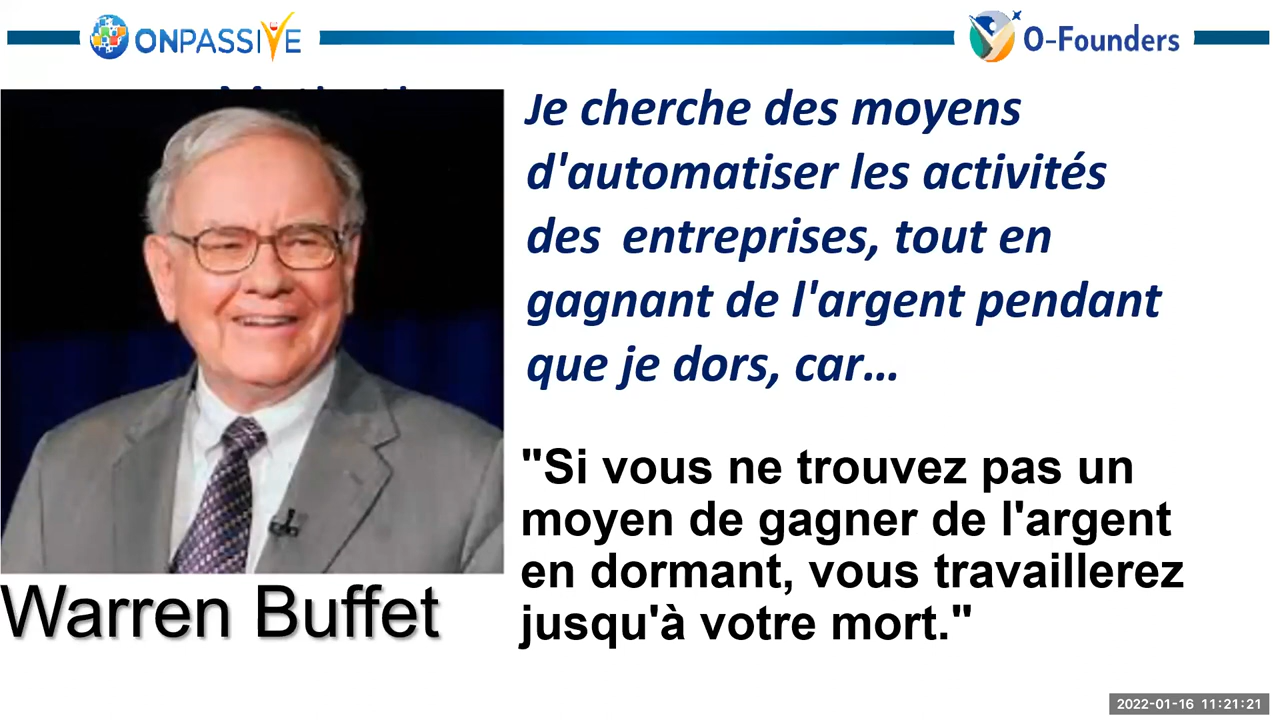 ONPASSIVE
O-Founders
Je cherche des moyens
d'automatiser les activités
des entreprises, tout en
gagnant de l'argent pendant
que je dors, car...
"Si vous ne trouvez pas un
moyen de gagner de l'argent
en dormant, vous travaillerez
jusqu'à votre mort."
Warren Buffet
2022-01-16 11:21:21